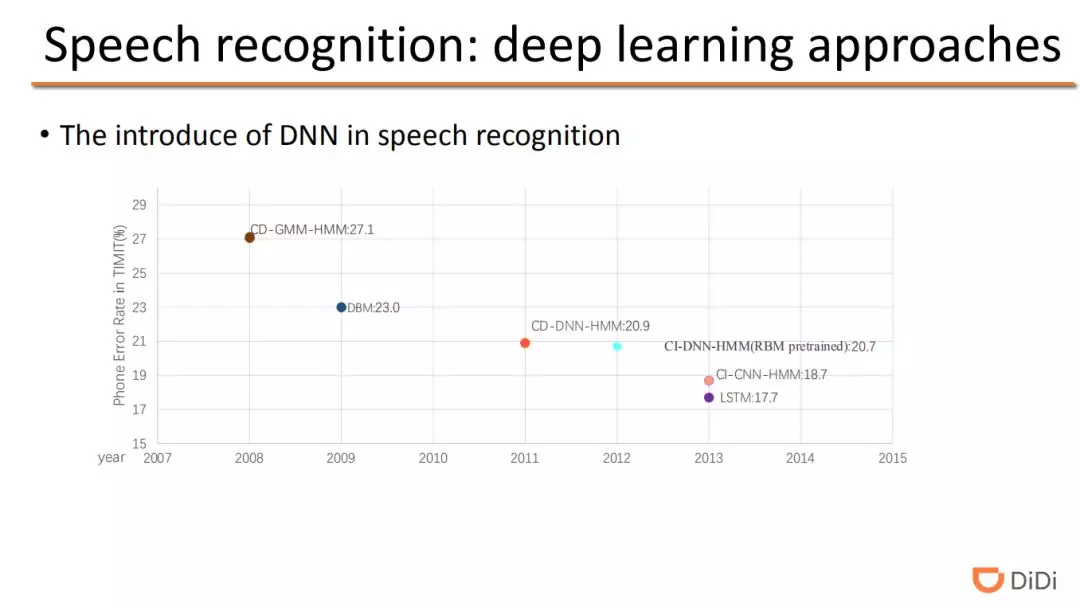 Speech recognition: deep learning approaches
• The introduce of DNN in speech recognition
Phone Error Rate in TIMIT(%)
29
27
25
23
21
19
17
15
CD-GMM-HMM:27.1
DBM:23.0
CD-DNN-HMM:20.9
CI-DNN-HMM(RBM pretrained):20.7
CI-CNN-HMM:18.7
LSTM:17.7
year 2007 2008 2009 2010 2011 2012 2013 2014 2015
DiDi